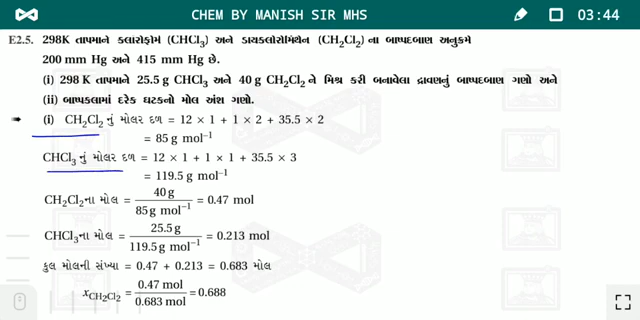 CHEM BY MANISH SIR MHS
03:44
E2.5. 298K તાપમાને ક્લોરોફોર્મ (CHCl₃) અને ડાયક્લોરોમિથેન (CH₂Cl₂) ના બાષ્પદબાણ અનુક્રમે
200 mm Hg અને 415 mm Hg છે.
(i) 298 K તાપમાને 25.5 g CHCl₃ અને 40 g CH₂Cl₂ ને મિશ્ર કરી બનાવેલા દ્રાવણનું બાષ્પદબાણ ગણો અને
(ii) બાષ્પકલામાં દરેક ઘટકનો મોલ અંશ ગણો.
➟ (i) CH₂Cl₂ નું મોલર દળ = 12 × 1 + 1 × 2 + 35.5 × 2
= 85 g mol⁻¹
CHCl₃ નું મોલર દળ = 12 × 1 + 1 × 1 + 35.5 × 3
= 119.5 g mol⁻¹
CH₂Cl₂ના મોલ = 40 g / 85 g mol⁻¹ = 0.47 mol
CHCl₃ના મોલ = 25.5 g / 119.5 g mol⁻¹ = 0.213 mol
કુલ મોલની સંખ્યા = 0.47 + 0.213 = 0.683 મોલ
x CH₂Cl₂ = 0.47 mol / 0.683 mol = 0.688